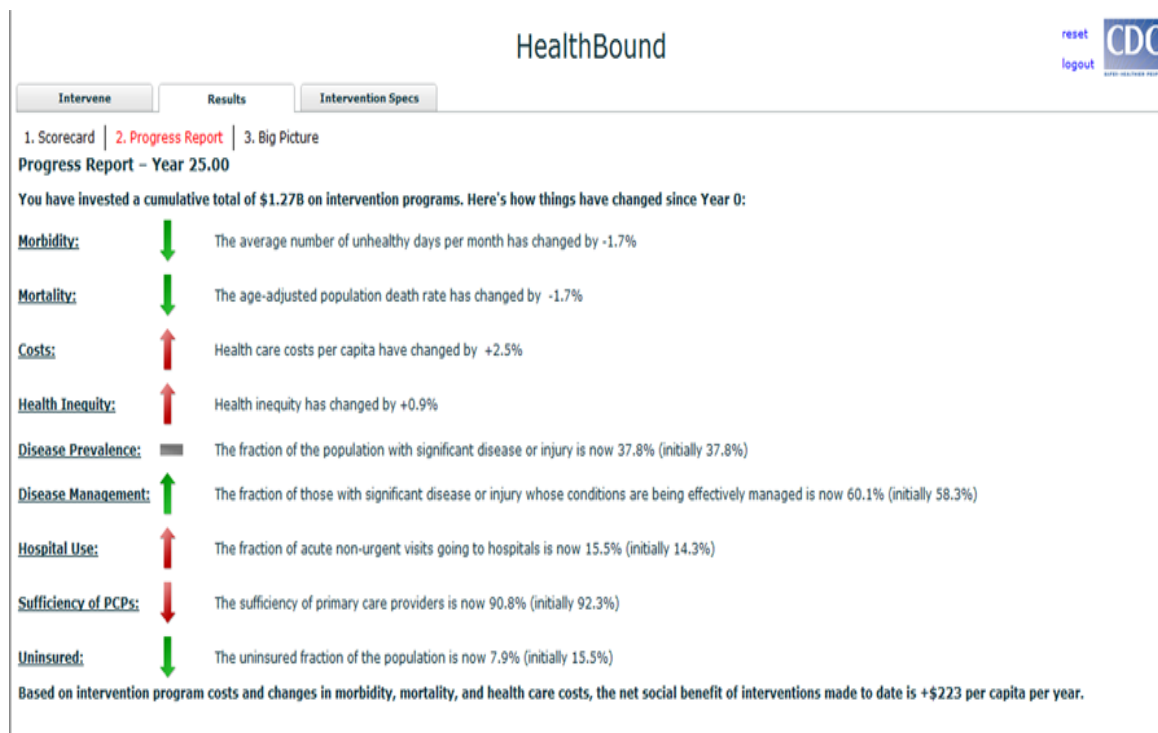 HealthBound
reset
CDC
logout
Intervene
Results
Intervention Specs
1. Scorecard | 2. Progress Report | 3. Big Picture
Progress Report – Year 25.00
You have invested a cumulative total of $1.27B on intervention programs. Here's how things have changed since Year 0:
Morbidity: The average number of unhealthy days per month has changed by -1.7%
Mortality: The age-adjusted population death rate has changed by -1.7%
Costs: Health care costs per capita have changed by +2.5%
Health Inequity: Health inequity has changed by +0.9%
Disease Prevalence: The fraction of the population with significant disease or injury is now 37.8% (initially 37.8%)
Disease Management: The fraction of those with significant disease or injury whose conditions are being effectively managed is now 60.1% (initially 58.3%)
Hospital Use: The fraction of acute non-urgent visits going to hospitals is now 15.5% (initially 14.3%)
Sufficiency of PCPs: The sufficiency of primary care providers is now 90.8% (initially 92.3%)
Uninsured: The uninsured fraction of the population is now 7.9% (initially 15.5%)
Based on intervention program costs and changes in morbidity, mortality, and health care costs, the net social benefit of interventions made to date is +$223 per capita per year.